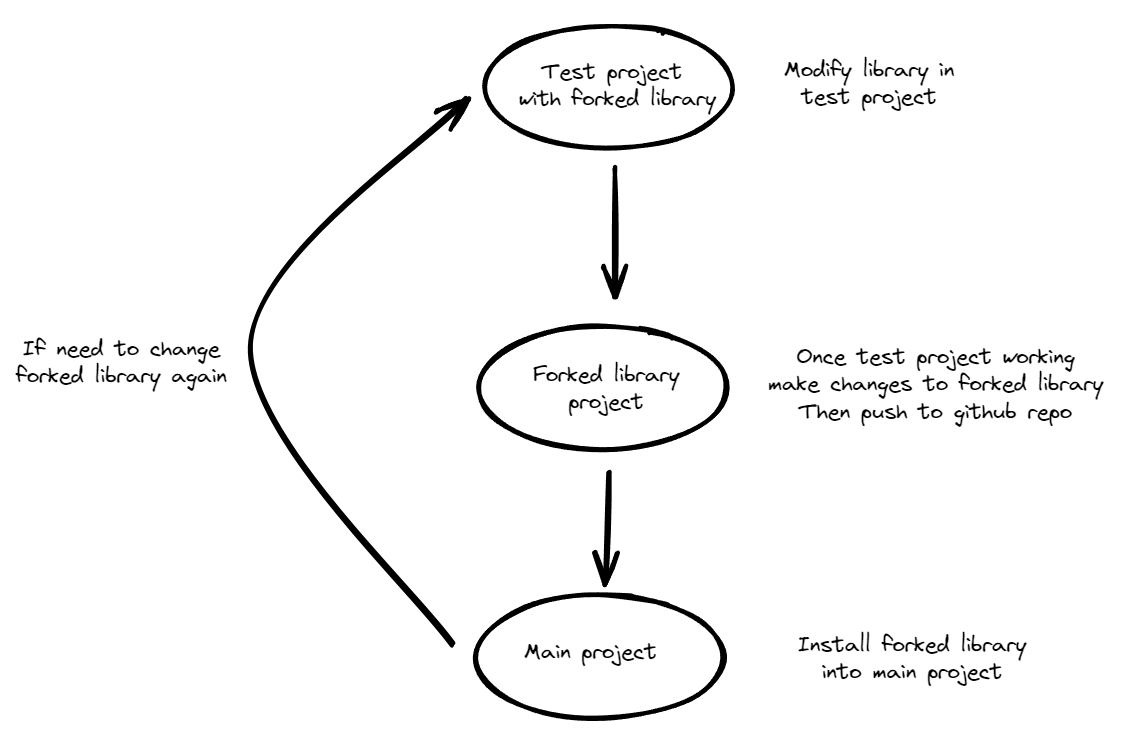 Test project
with forked library
Modify library in
test project
If need to change
forked library again
Forked library
project
Once test project working
make changes to forked library
Then push to github repo
Main project
Install forked library
into main project